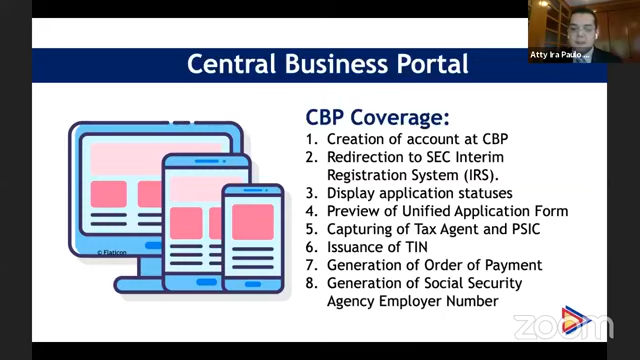 Atty Ira Paulo...
Central Business Portal
CBP Coverage:
1. Creation of account at CBP
2. Redirection to SEC Interim
Registration System (IRS).
3. Display application statuses
4. Preview of Unified Application Form
5. Capturing of Tax Agent and PSIC
6. Issuance of TIN
7. Generation of Order of Payment
8. Generation of Social Security
Agency Employer Number
© Flaticon
zoom